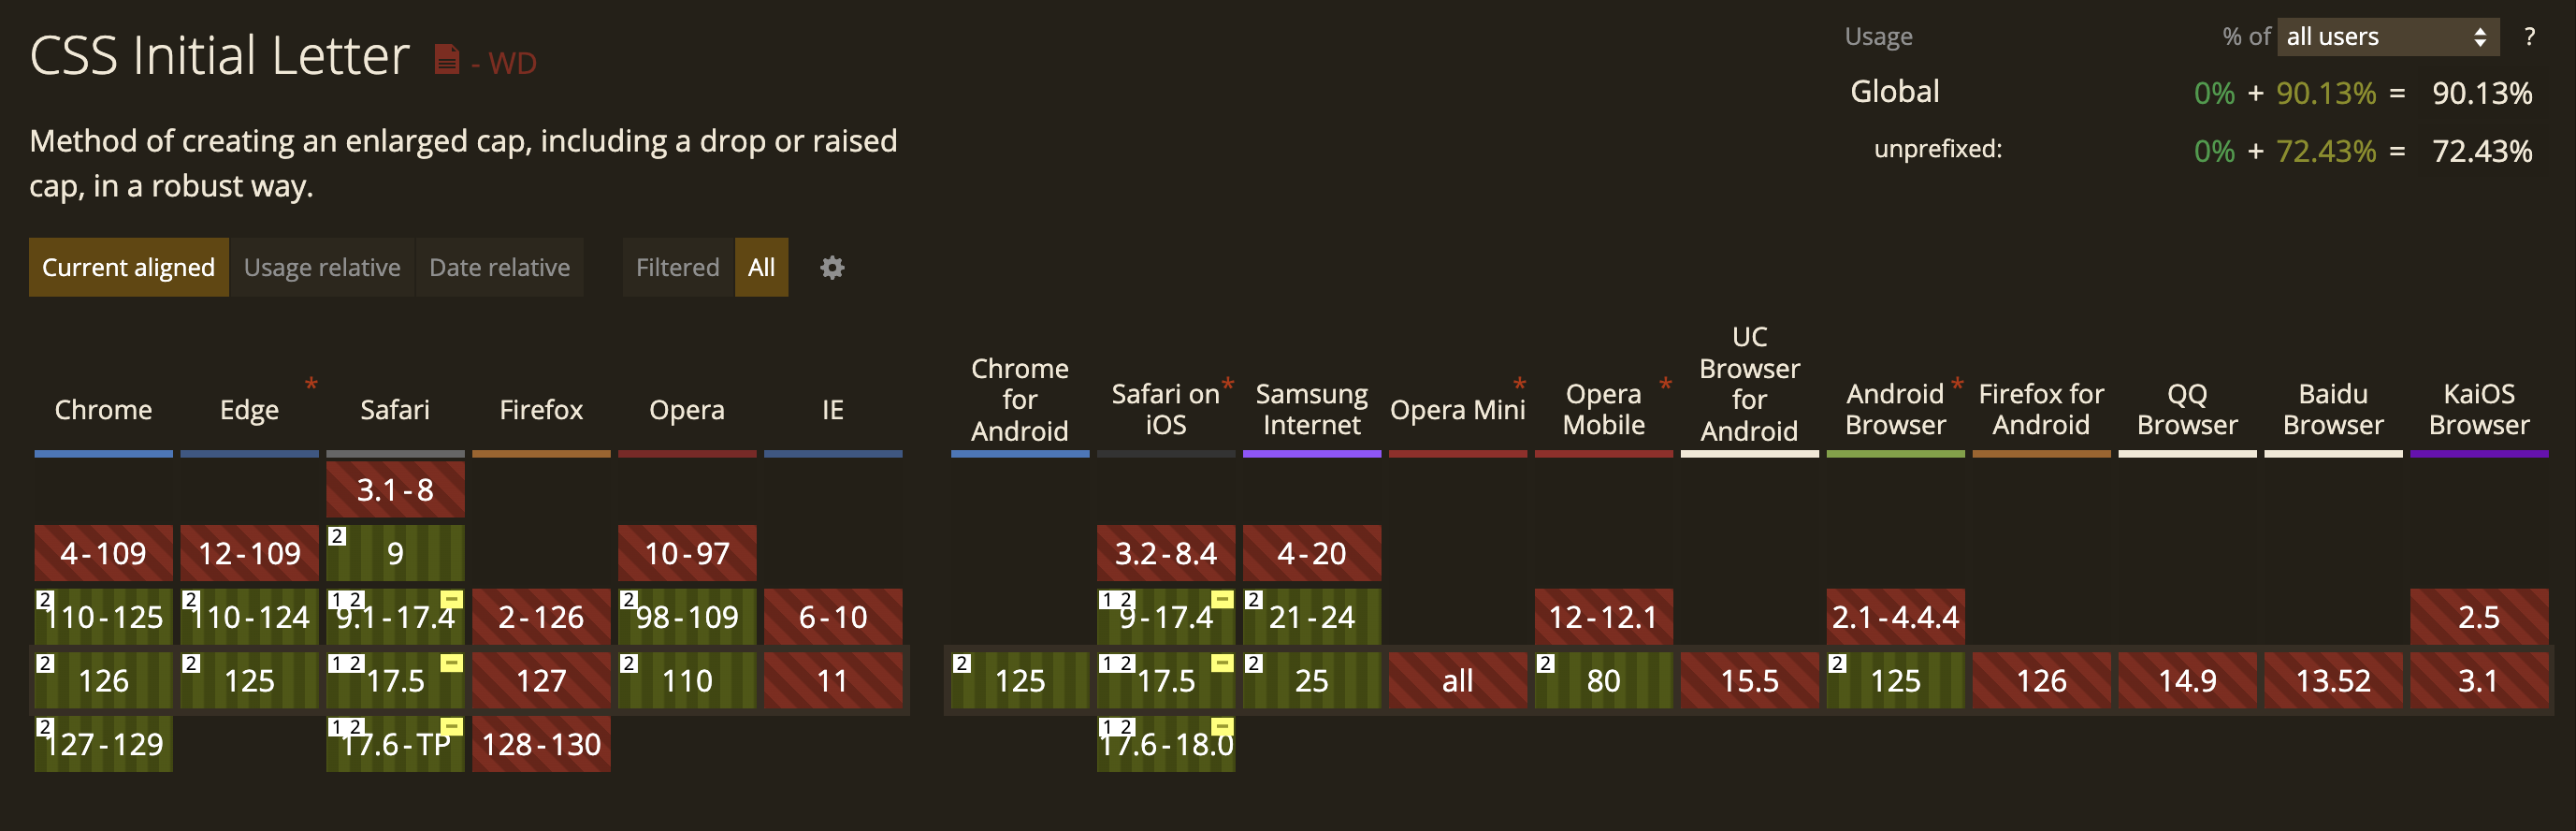 CSS Initial Letter - WD
Usage % of all users ?
Global 0% + 90.13% = 90.13%
unprefixed: 0% + 72.43% = 72.43%
Method of creating an enlarged cap, including a drop or raised
cap, in a robust way.
Current aligned Usage relative Date relative Filtered All
Chrome
Edge *
Safari
Firefox
Opera
IE
Chrome
for
Android
Safari on *
iOS
Samsung
Internet
Opera Mini *
Opera *
Mobile
UC
Browser
for
Android
Android *
Browser
Firefox for
Android
QQ
Browser
Baidu
Browser
KaiOS
Browser
3.1-8
4-109 12-109 2 9 10-97 3.2-8.4 4-20
2 110-125 2 110-124 1 2 9.1-17.4 2-126 2 98-109 6-10 1 2 9-17.4 2 21-24 12-12.1 2.1-4.4.4 2.5
2 126 2 125 1 2 17.5 127 2 110 11 2 125 1 2 17.5 2 25 all 2 80 15.5 2 125 126 14.9 13.52 3.1
2 127-129 1 2 17.6-TP 128-130 1 2 17.6-18.0